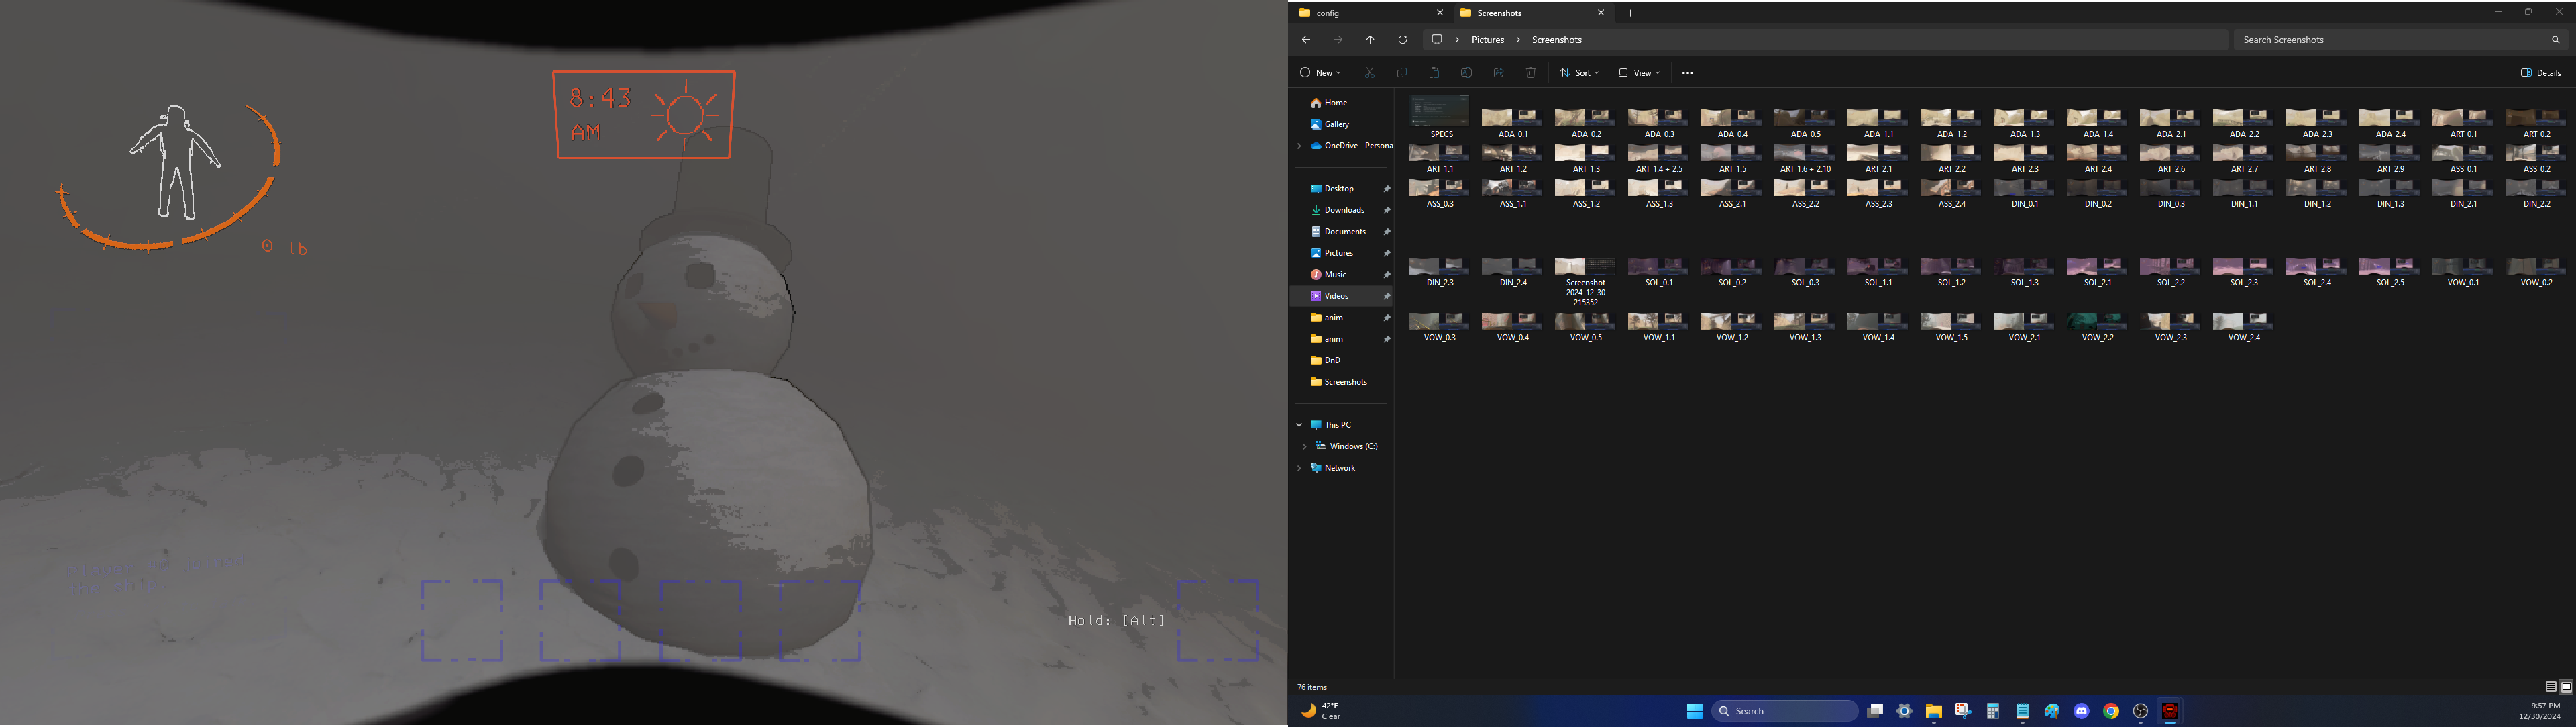 8:43
AM
0 lb
Hold: [Alt]
config
Screenshots
Pictures
Screenshots
Search Screenshots
New
Sort
View
Details
Home
Gallery
OneDrive - Persona
Desktop
Downloads
Documents
Pictures
Music
Videos
anim
anim
DnD
Screenshots
This PC
Windows (C:)
Network
_SPECS ADA_0.1 ADA_0.2 ADA_0.3 ADA_0.4 ADA_0.5 ADA_1.1 ADA_1.2 ADA_1.3 ADA_1.4 ADA_2.1 ADA_2.2 ADA_2.3 ADA_2.4 ART_0.1 ART_0.2
ART_1.1 ART_1.2 ART_1.3 ART_1.4 + 2.5 ART_1.5 ART_1.6 + 2.10 ART_2.1 ART_2.2 ART_2.3 ART_2.4 ART_2.6 ART_2.7 ART_2.8 ART_2.9 ASS_0.1 ASS_0.2
ASS_0.3 ASS_1.1 ASS_1.2 ASS_1.3 ASS_2.1 ASS_2.2 ASS_2.3 ASS_2.4 DIN_0.1 DIN_0.2 DIN_0.3 DIN_1.1 DIN_1.2 DIN_1.3 DIN_2.1 DIN_2.2
DIN_2.3 DIN_2.4 Screenshot SOL_0.1 SOL_0.2 SOL_0.3 SOL_1.1 SOL_1.2 SOL_1.3 SOL_2.1 SOL_2.2 SOL_2.3 SOL_2.4 SOL_2.5 VOW_0.1 VOW_0.2
2024-12-30
215352
VOW_0.3 VOW_0.4 VOW_0.5 VOW_1.1 VOW_1.2 VOW_1.3 VOW_1.4 VOW_1.5 VOW_2.1 VOW_2.2 VOW_2.3 VOW_2.4
76 items
42°F
Clear
Search
9:57 PM
12/30/2024